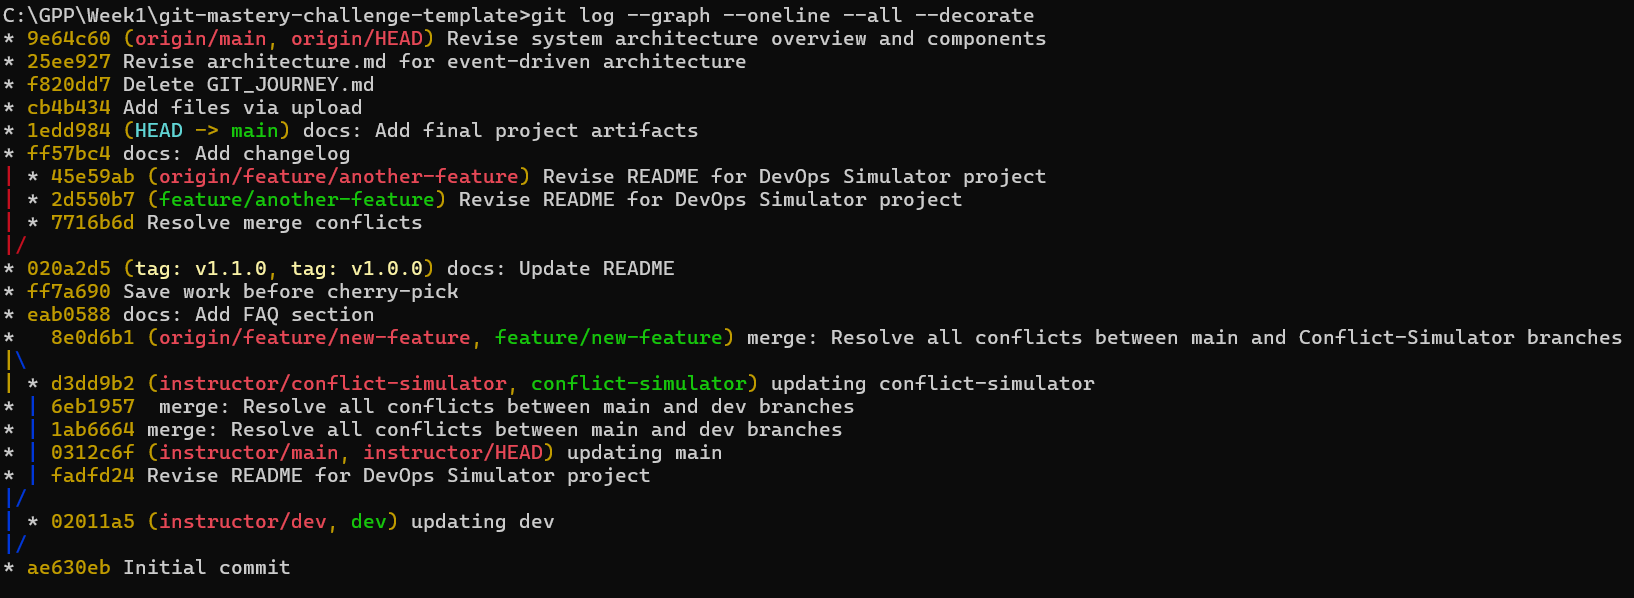 C:\GPP\Week1\git-mastery-challenge-template>git log --graph --oneline --all --decorate
* 9e64c60 (origin/main, origin/HEAD) Revise system architecture overview and components
* 25ee927 Revise architecture.md for event-driven architecture
* f820dd7 Delete GIT_JOURNEY.md
* cb4b434 Add files via upload
* 1edd984 (HEAD -> main) docs: Add final project artifacts
* ff57bc4 docs: Add changelog
| * 45e59ab (origin/feature/another-feature) Revise README for DevOps Simulator project
| * 2d550b7 (feature/another-feature) Revise README for DevOps Simulator project
| * 7716b6d Resolve merge conflicts
|/
* 020a2d5 (tag: v1.1.0, tag: v1.0.0) docs: Update README
* ff7a690 Save work before cherry-pick
* eab0588 docs: Add FAQ section
*   8e0d6b1 (origin/feature/new-feature, feature/new-feature) merge: Resolve all conflicts between main and Conflict-Simulator branches
|\
| * d3dd9b2 (instructor/conflict-simulator, conflict-simulator) updating conflict-simulator
* | 6eb1957  merge: Resolve all conflicts between main and dev branches
* | 1ab6664 merge: Resolve all conflicts between main and dev branches
* | 0312c6f (instructor/main, instructor/HEAD) updating main
* | fadfd24 Revise README for DevOps Simulator project
|/
| * 02011a5 (instructor/dev, dev) updating dev
|/
* ae630eb Initial commit